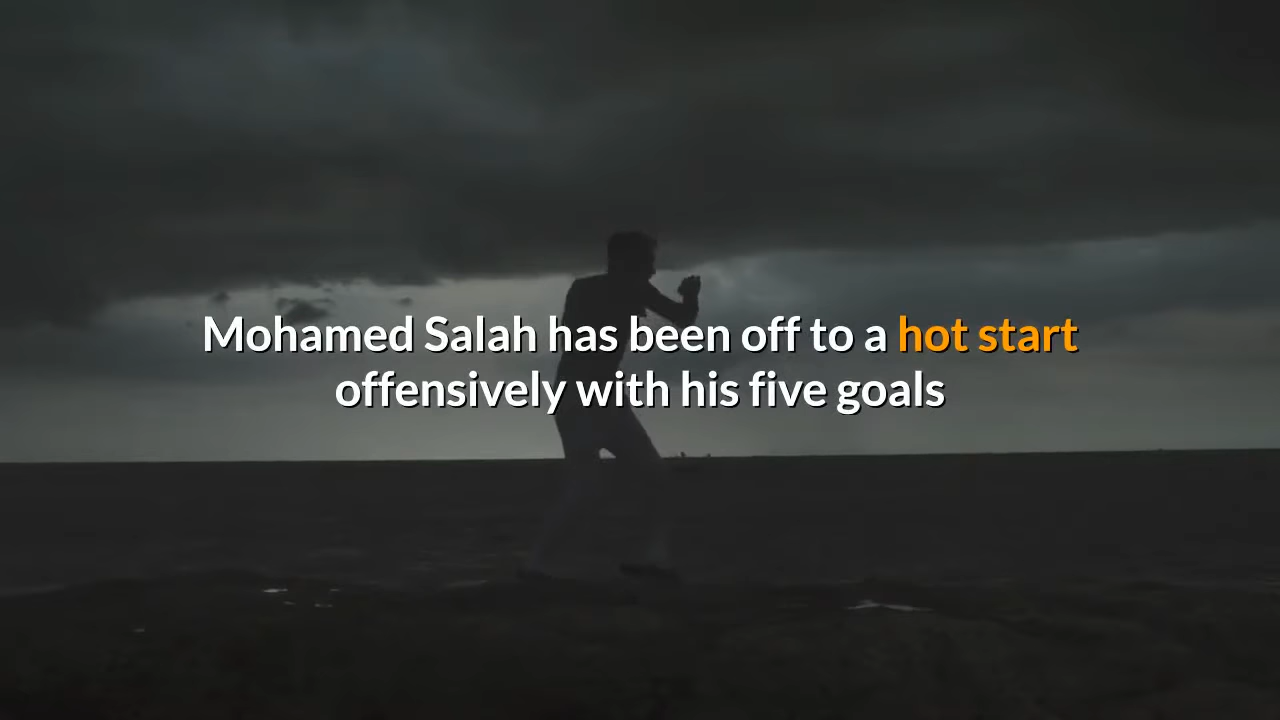 Mohamed Salah has been off to a hot start
offensively with his five goals